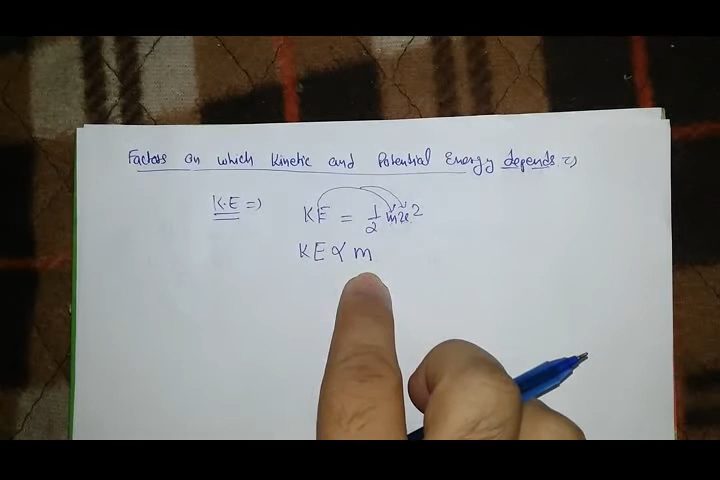 Factors on which Kinetic and Potential Energy depends =)
K.E =) KE = 1/2 mv²
KE ∝ m